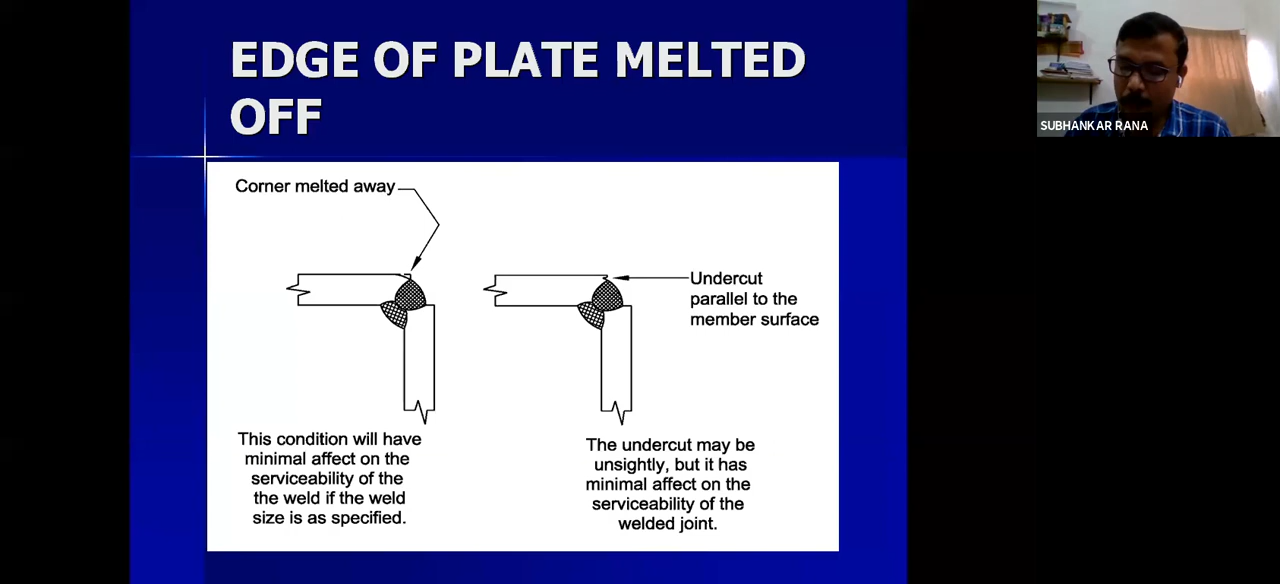 EDGE OF PLATE MELTED
OFF
SUBHANKAR RANA
Corner melted away
Undercut
parallel to the
member surface
This condition will have
minimal affect on the
serviceability of the
the weld if the weld
size is as specified.
The undercut may be
unsightly, but it has
minimal affect on the
serviceability of the
welded joint.